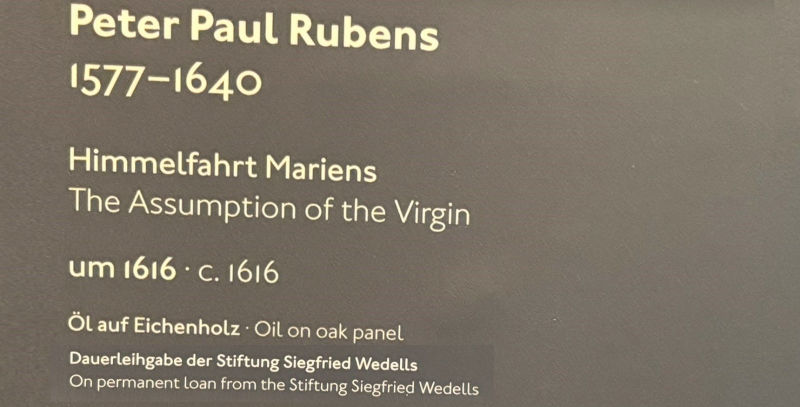 Peter Paul Rubens
1577–1640
Himmelfahrt Mariens
The Assumption of the Virgin
um 1616 · c. 1616
Öl auf Eichenholz · Oil on oak panel
Dauerleihgabe der Stiftung Siegfried Wedells
On permanent loan from the Stiftung Siegfried Wedells